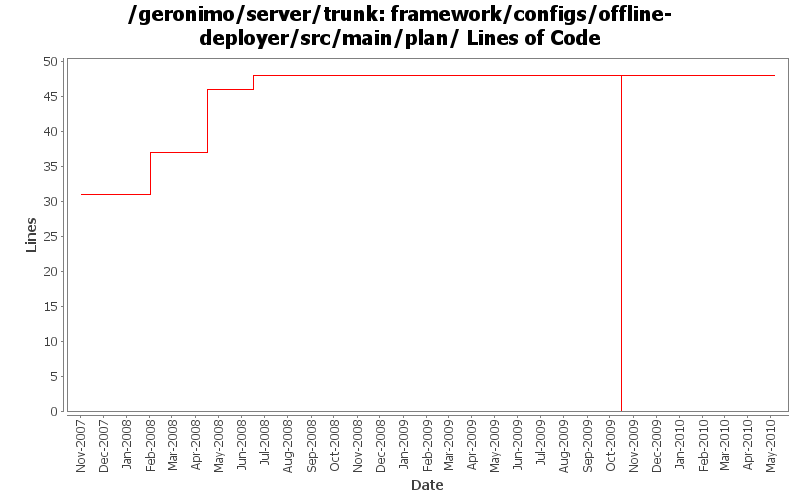 /geronimo/server/trunk: framework/configs/offline-
deployer/src/main/plan/ Lines of Code
Lines
50
45
40
35
30
25
20
15
10
5
0
Nov-2007
Dec-2007
Jan-2008
Feb-2008
Mar-2008
Apr-2008
May-2008
Jun-2008
Jul-2008
Aug-2008
Sep-2008
Oct-2008
Nov-2008
Dec-2008
Jan-2009
Feb-2009
Mar-2009
Apr-2009
May-2009
Jun-2009
Jul-2009
Aug-2009
Sep-2009
Oct-2009
Nov-2009
Dec-2009
Jan-2010
Feb-2010
Mar-2010
Apr-2010
May-2010
Date